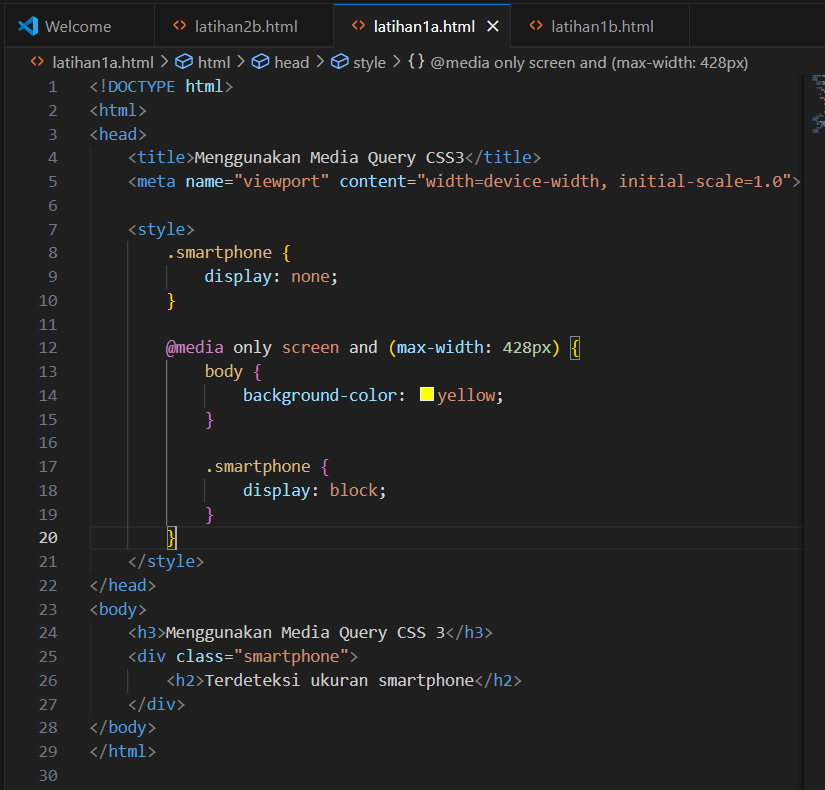 Welcome
latihan2b.html
latihan1a.html
latihan1b.html
latihan1a.html > html > head > style > {} @media only screen and (max-width: 428px)
1 <!DOCTYPE html>
2 <html>
3 <head>
4     <title>Menggunakan Media Query CSS3</title>
5     <meta name="viewport" content="width=device-width, initial-scale=1.0">
6
7     <style>
8         .smartphone {
9             display: none;
10         }
11
12         @media only screen and (max-width: 428px) {
13             body {
14                 background-color: yellow;
15             }
16
17             .smartphone {
18                 display: block;
19             }
20         }
21     </style>
22 </head>
23 <body>
24     <h3>Menggunakan Media Query CSS 3</h3>
25     <div class="smartphone">
26         <h2>Terdeteksi ukuran smartphone</h2>
27     </div>
28 </body>
29 </html>
30